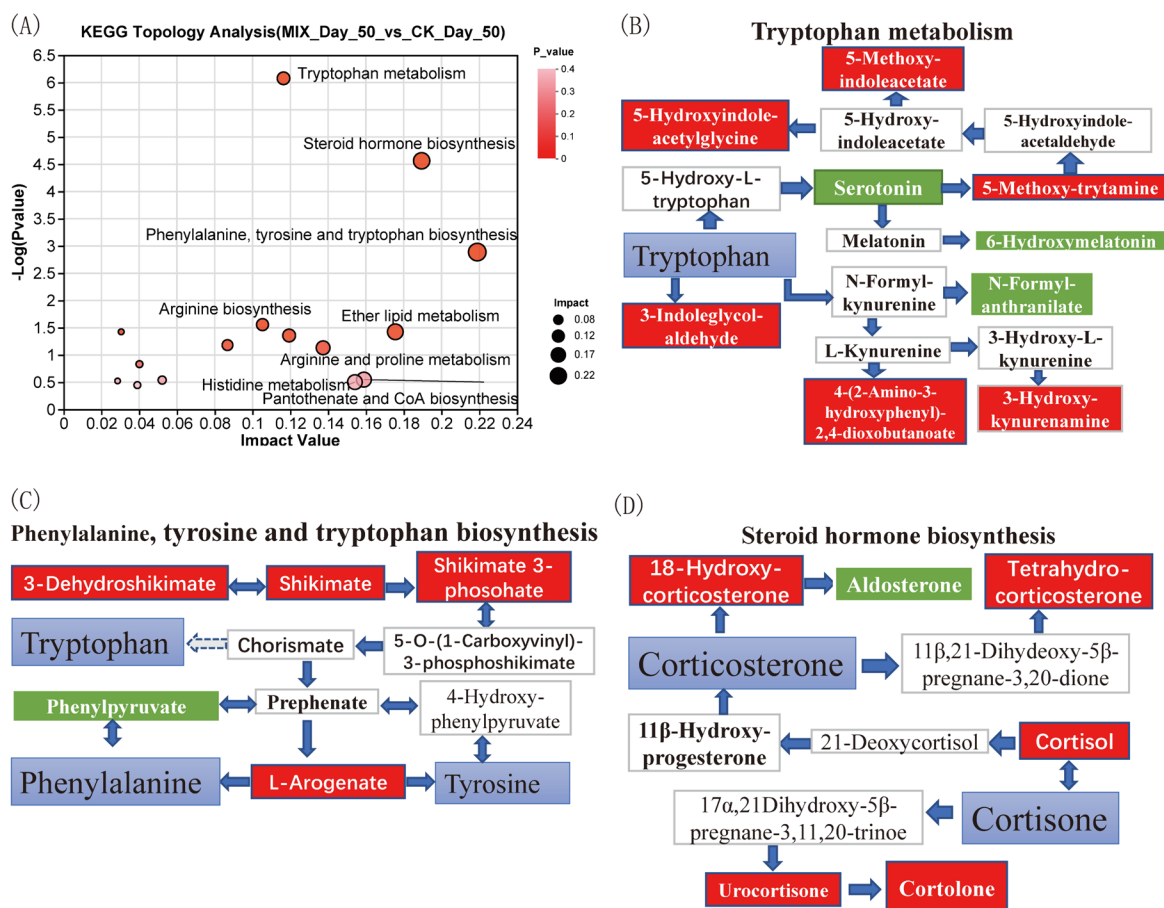 (A)
KEGG Topology Analysis(MIX_Day_50_vs_CK_Day_50)
6.5
6
5.5
5
4.5
4
3.5
3
2.5
2
1.5
1
0.5
0
-Log(Pvalue)
Tryptophan metabolism
Steroid hormone biosynthesis
Phenylalanine, tyrosine and tryptophan biosynthesis
Arginine biosynthesis
Ether lipid metabolism
Arginine and proline metabolism
Histidine metabolism
Pantothenate and CoA biosynthesis
0 0.02 0.04 0.06 0.08 0.1 0.12 0.14 0.16 0.18 0.2 0.22 0.24
Impact Value
P_value
0.4
0.3
0.2
0.1
0
Impact
0.08
0.12
0.17
0.22
(B)
Tryptophan metabolism
5-Methoxy-
indoleacetate
5-Hydroxyindole-
acetylglycine
5-Hydroxy-
indoleacetate
5-Hydroxyindole-
acetaldehyde
5-Hydroxy-L-
tryptophan
Serotonin
5-Methoxy-trytamine
Tryptophan
Melatonin
6-Hydroxymelatonin
N-Formyl-
kynurenine
N-Formyl-
anthranilate
3-Indoleglycol-
aldehyde
L-Kynurenine
3-Hydroxy-L-
kynurenine
4-(2-Amino-3-
hydroxyphenyl)-
2,4-dioxobutanoate
3-Hydroxy-
kynurenamine
(C)
Phenylalanine, tyrosine and tryptophan biosynthesis
3-Dehydroshikimate
Shikimate
Shikimate 3-
phosohate
Tryptophan
Chorismate
5-O-(1-Carboxyvinyl)-
3-phosphoshikimate
Phenylpyruvate
Prephenate
4-Hydroxy-
phenylpyruvate
Phenylalanine
L-Arogenate
Tyrosine
(D)
Steroid hormone biosynthesis
18-Hydroxy-
corticosterone
Aldosterone
Tetrahydro-
corticosterone
Corticosterone
11β,21-Dihydeoxy-5β-
pregnane-3,20-dione
11β-Hydroxy-
progesterone
21-Deoxycortisol
Cortisol
17α,21Dihydroxy-5β-
pregnane-3,11,20-trinoe
Cortisone
Urocortisone
Cortolone